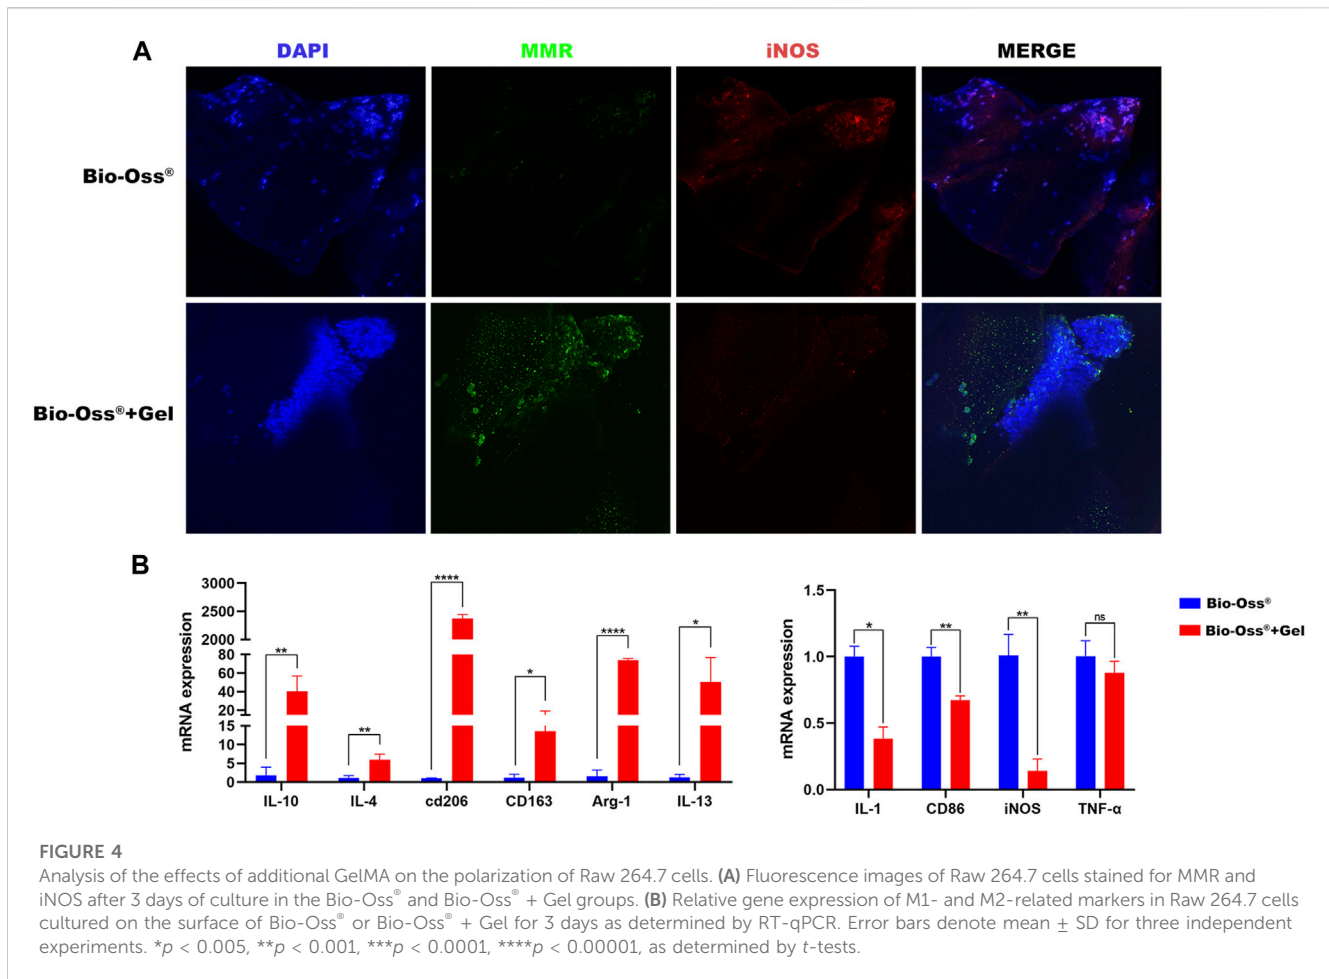 A
DAPI
MMR
iNOS
MERGE
Bio-Oss®
Bio-Oss®+Gel
B
mRNA expression
3000
2500
2000
80
60
40
20
15
10
5
0
**
**
****
*
****
*
IL-10
IL-4
cd206
CD163
Arg-1
IL-13
mRNA expression
1.5
1.0
0.5
0.0
*
**
**
ns
IL-1
CD86
iNOS
TNF-α
Bio-Oss®
Bio-Oss®+Gel
FIGURE 4
Analysis of the effects of additional GelMA on the polarization of Raw 264.7 cells. (A) Fluorescence images of Raw 264.7 cells stained for MMR and
iNOS after 3 days of culture in the Bio-Oss® and Bio-Oss® + Gel groups. (B) Relative gene expression of M1- and M2-related markers in Raw 264.7 cells
cultured on the surface of Bio-Oss® or Bio-Oss® + Gel for 3 days as determined by RT-qPCR. Error bars denote mean ± SD for three independent
experiments. *p < 0.005, **p < 0.001, ***p < 0.0001, ****p < 0.00001, as determined by t-tests.